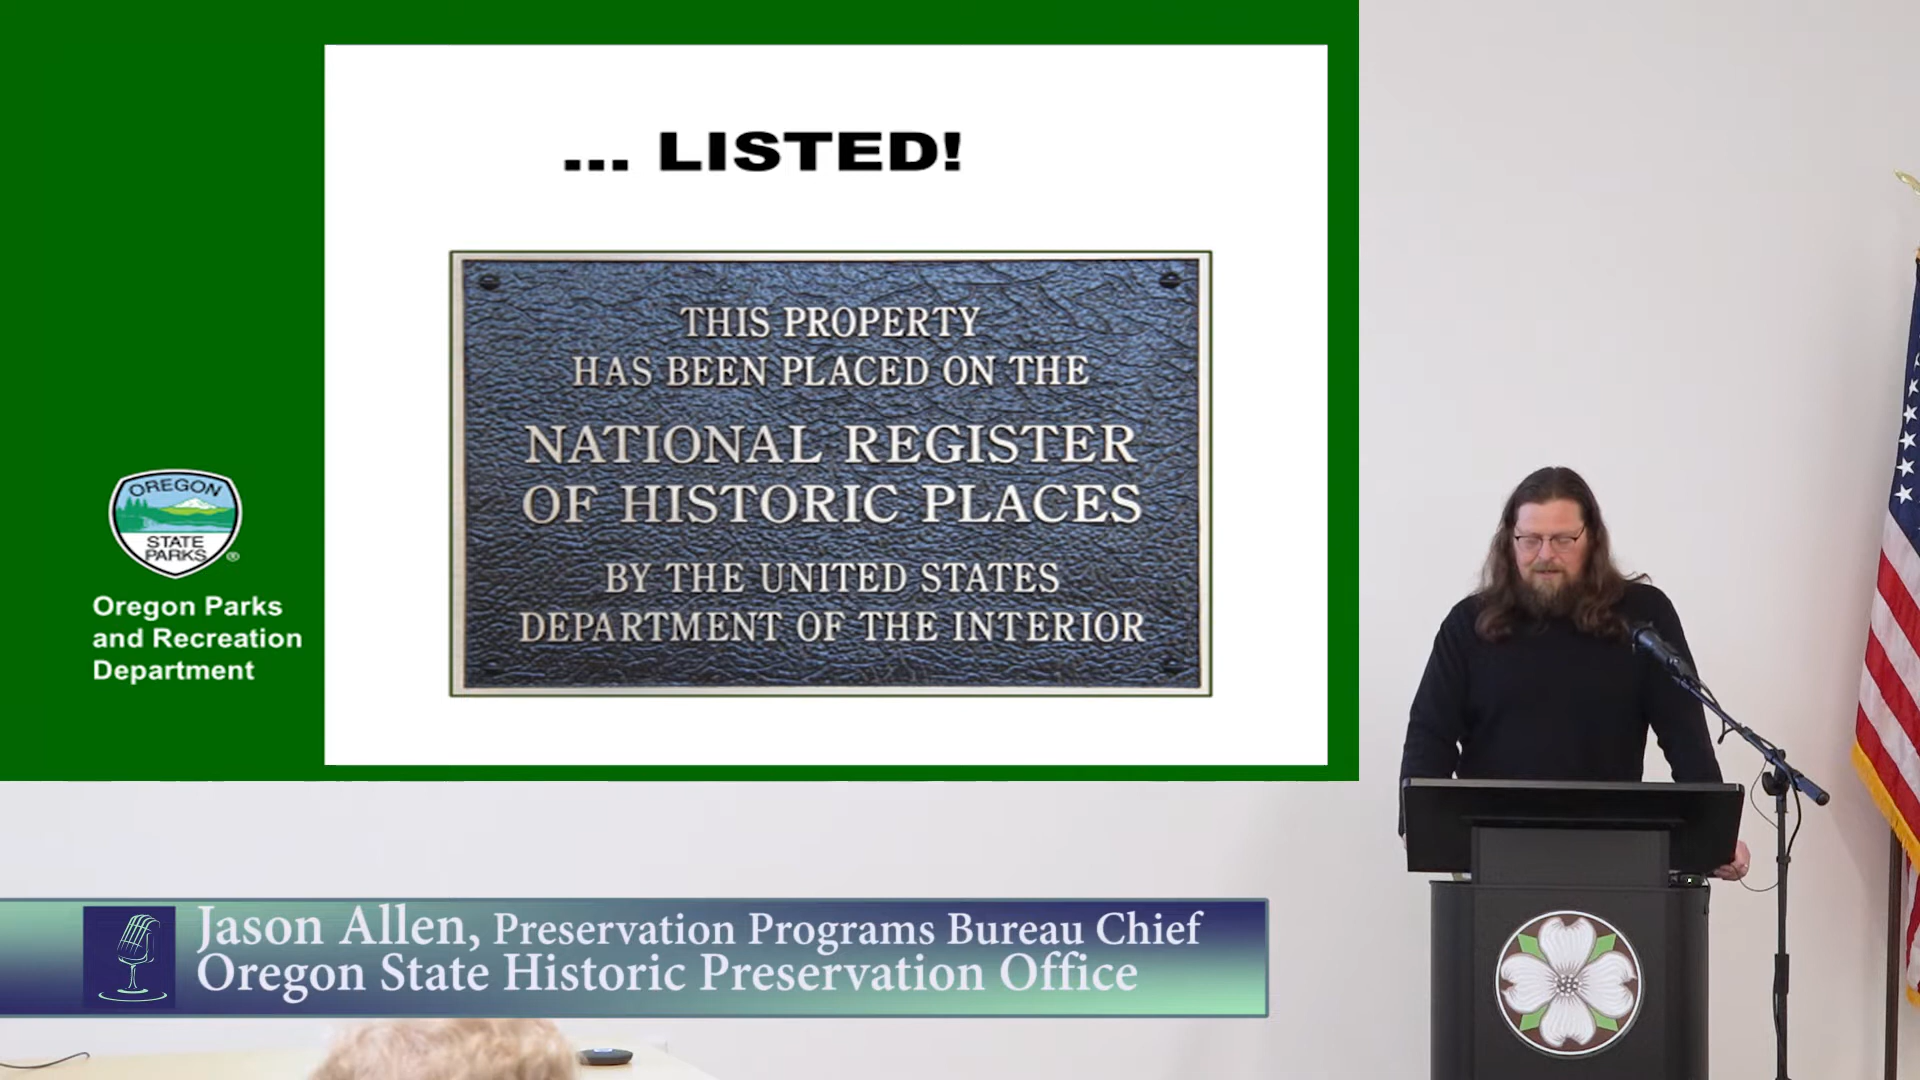 ... LISTED!
THIS PROPERTY
HAS BEEN PLACED ON THE
NATIONAL REGISTER
OF HISTORIC PLACES
BY THE UNITED STATES
DEPARTMENT OF THE INTERIOR
OREGON
STATE
PARKS
®
Oregon Parks
and Recreation
Department
Jason Allen, Preservation Programs Bureau Chief
Oregon State Historic Preservation Office